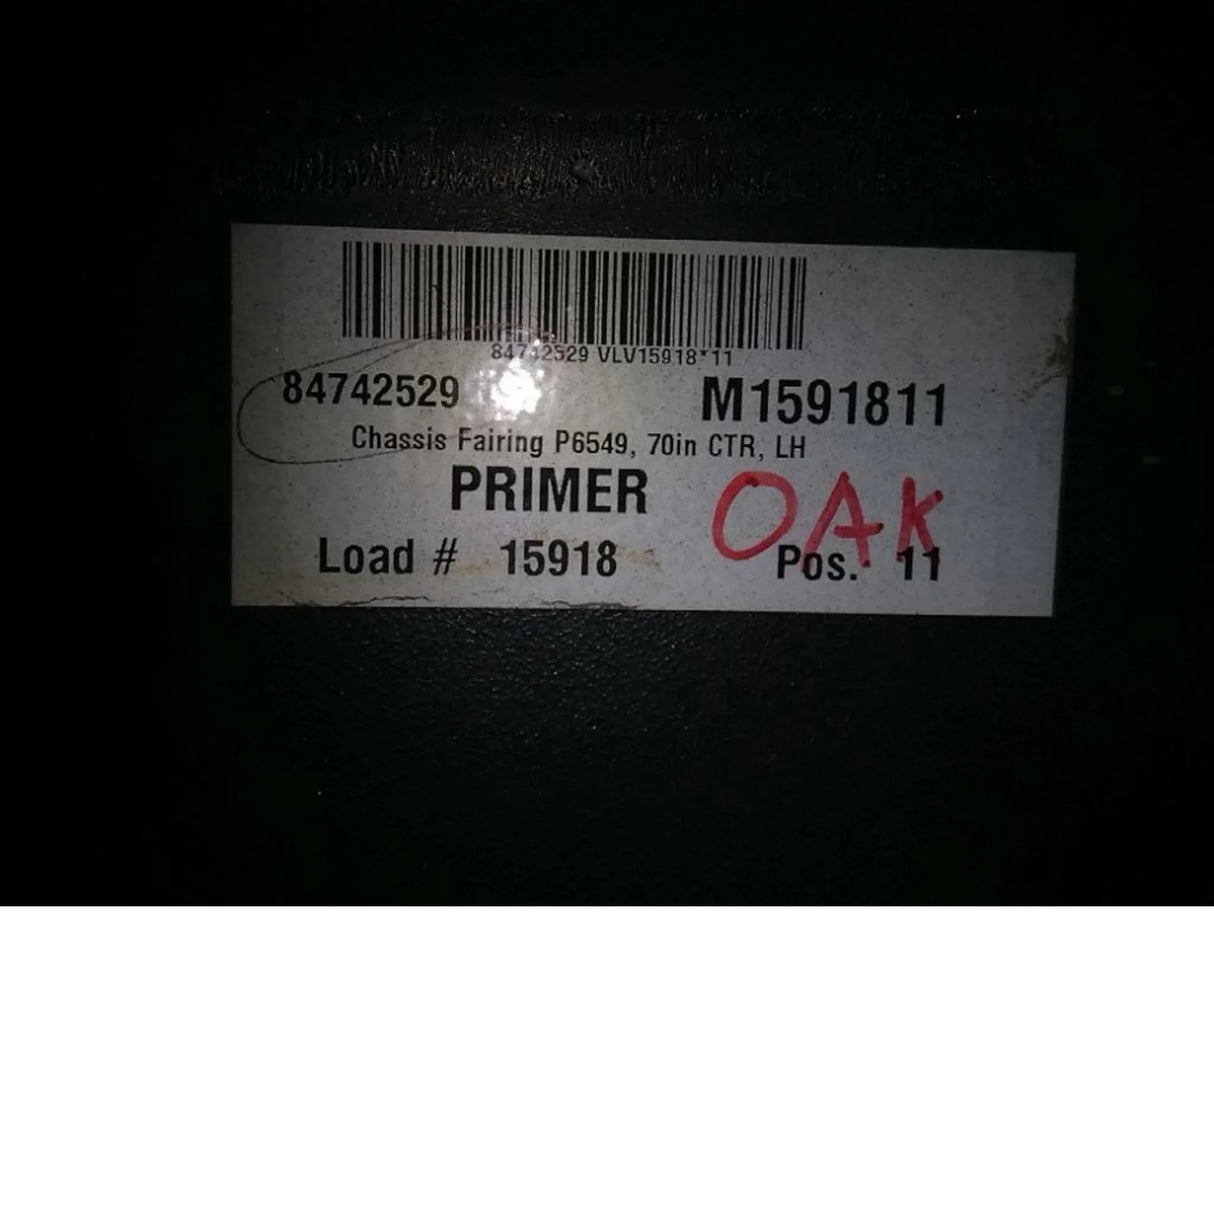 84742529 VLV15918*11
84742529 M1591811
Chassis Fairing P6549, 70in CTR, LH
PRIMER OAK
Load # 15918 Pos. 11